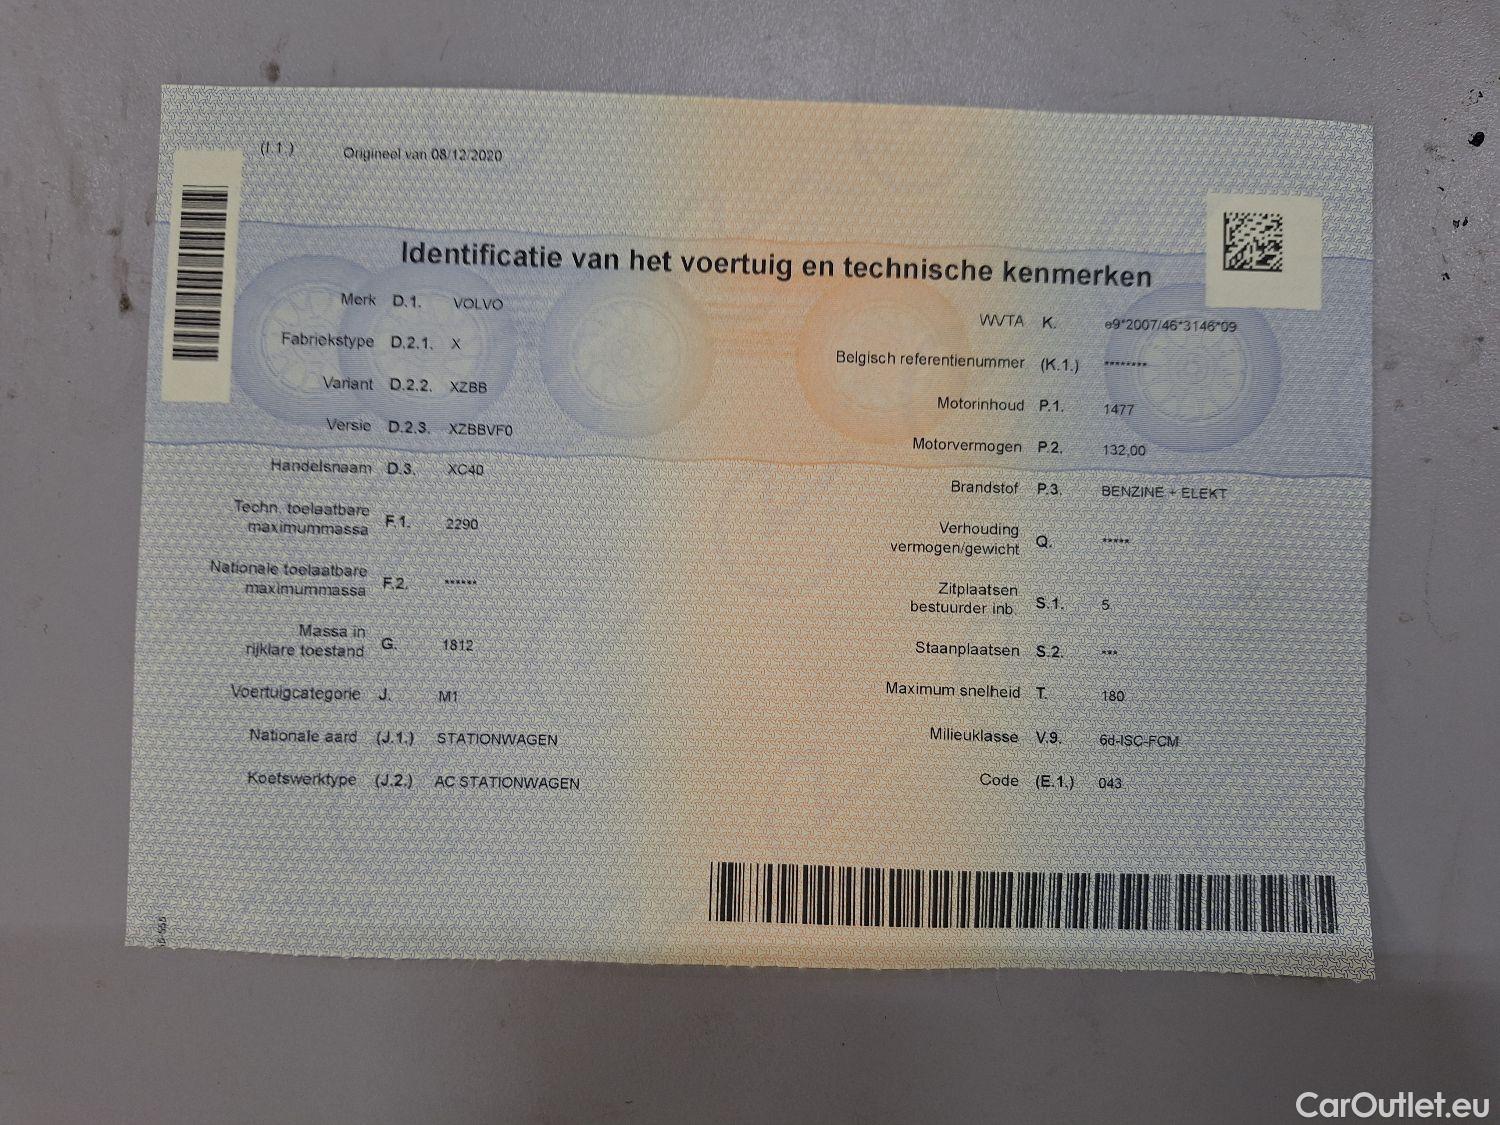 (I.1.) Origineel van 08/12/2020
Identificatie van het voertuig en technische kenmerken
Merk D.1. VOLVO
Fabriekstype D.2.1. X
Variant D.2.2. XZBB
Versie D.2.3. XZBBVF0
Handelsnaam D.3. XC40
Techn. toelaatbare
maximummassa F.1. 2290
Nationale toelaatbare
maximummassa F.2. ******
Massa in
rijklare toestand G. 1812
Voertuigcategorie J. M1
Nationale aard (J.1.) STATIONWAGEN
Koetswerktype (J.2.) AC STATIONWAGEN
WVTA K. e9*2007/46*3146*09
Belgisch referentienummer (K.1.) ********
Motorinhoud P.1. 1477
Motorvermogen P.2. 132,00
Brandstof P.3. BENZINE + ELEKT
Verhouding
vermogen/gewicht Q. *****
Zitplaatsen
bestuurder inb. S.1. 5
Staanplaatsen S.2. ***
Maximum snelheid T. 180
Milieuklasse V.9. 6d-ISC-FCM
Code (E.1.) 043
CarOutlet.eu